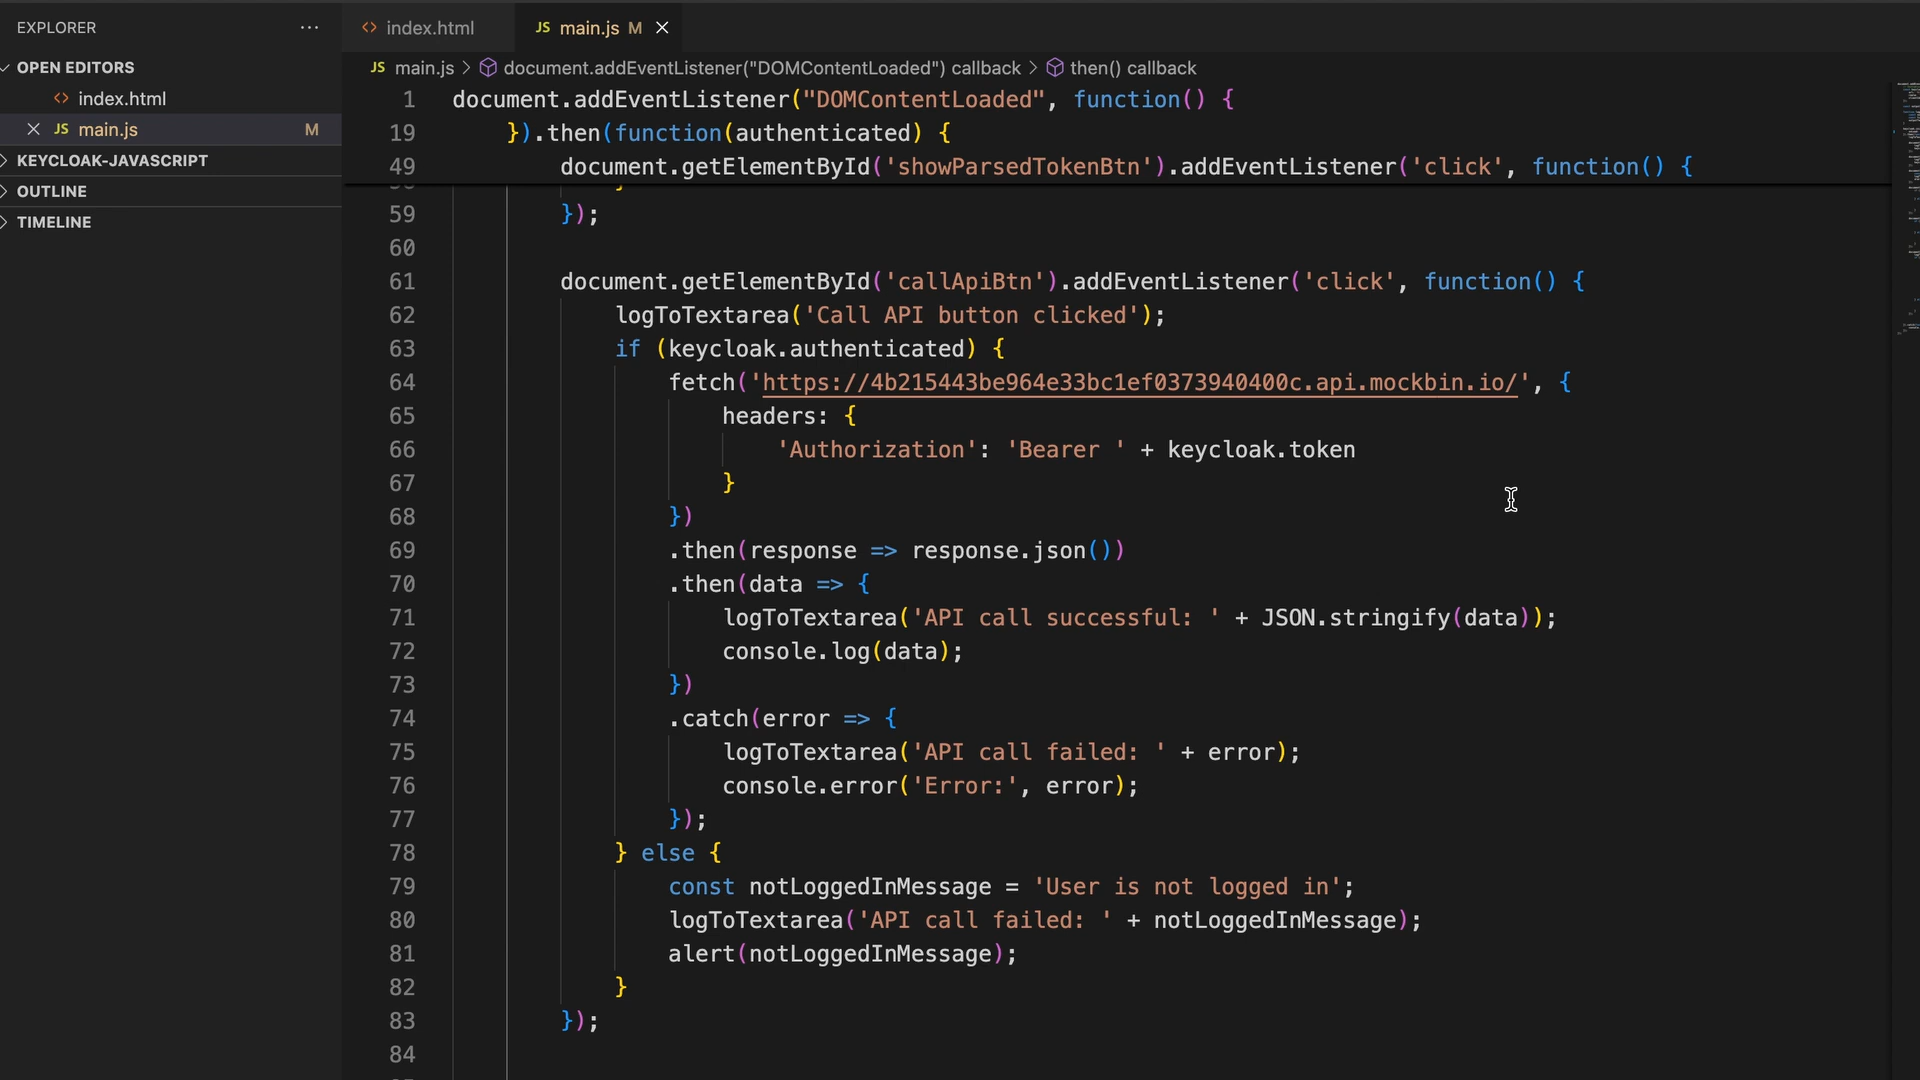 EXPLORER ...
OPEN EDITORS
<> index.html
JS main.js M
KEYCLOAK-JAVASCRIPT
OUTLINE
TIMELINE
<> index.html JS main.js M
JS main.js > document.addEventListener("DOMContentLoaded") callback > then() callback
1 document.addEventListener("DOMContentLoaded", function() {
19 }).then(function(authenticated) {
49 document.getElementById('showParsedTokenBtn').addEventListener('click', function() {
59 });
60
61 document.getElementById('callApiBtn').addEventListener('click', function() {
62 logToTextarea('Call API button clicked');
63 if (keycloak.authenticated) {
64 fetch('https://4b215443be964e33bc1ef0373940400c.api.mockbin.io/', {
65 headers: {
66 'Authorization': 'Bearer ' + keycloak.token
67 }
68 })
69 .then(response => response.json())
70 .then(data => {
71 logToTextarea('API call successful: ' + JSON.stringify(data));
72 console.log(data);
73 })
74 .catch(error => {
75 logToTextarea('API call failed: ' + error);
76 console.error('Error:', error);
77 });
78 } else {
79 const notLoggedInMessage = 'User is not logged in';
80 logToTextarea('API call failed: ' + notLoggedInMessage);
81 alert(notLoggedInMessage);
82 }
83 });
84